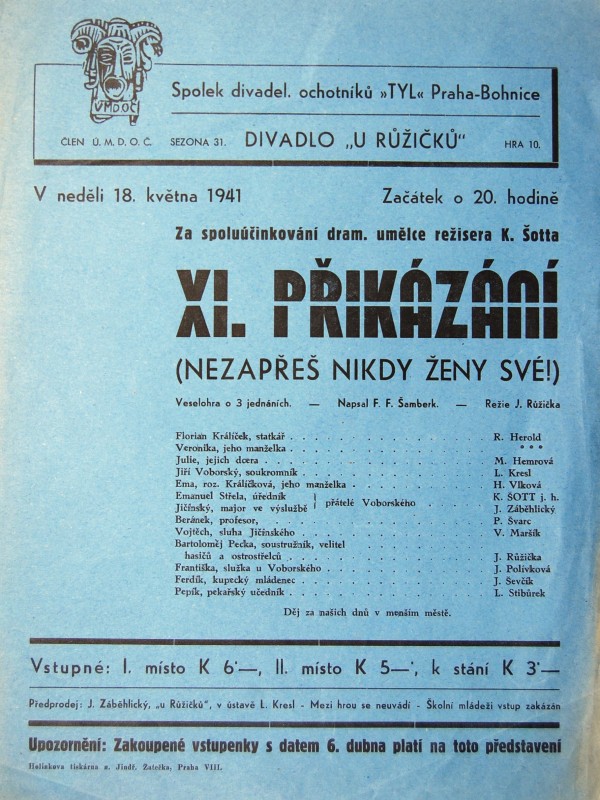 ÚMDOČ
Spolek divadel. ochotníků »TYL« Praha-Bohnice
ČLEN Ú. M. D. O. Č. SEZONA 31. DIVADLO „U RŮŽIČKŮ" HRA 10.
V neděli 18. května 1941 Začátek o 20. hodině
Za spoluúčinkování dram. umělce režisera K. Šotta
XI. PŘIKÁZÁNÍ
(NEZAPŘEŠ NIKDY ŽENY SVÉ!)
Veselohra o 3 jednáních. — Napsal F. F. Šamberk. — Režie J. Růžička
Florian Králíček, statkář . . . . . . . . . . R. Herold
Veronika, jeho manželka . . . . . . . . . . * * *
Julie, jejich dcera . . . . . . . . . . M. Hemrová
Jiří Voborský, soukromník . . . . . . . . . . L. Kresl
Ema, roz. Králíčková, jeho manželka . . . . . . . . . . H. Vlková
Emanuel Střela, úředník } přátelé Voborského . . . . K. ŠOTT j. h.
Jičínský, major ve výslužbě } J. Záběhlický
Beránek, profesor, . . . . . . . . . . P. Švarc
Vojtěch, sluha Jičínského . . . . . . . . . . V. Maršík
Bartoloměj Pecka, soustružník, velitel
hasičů a ostrostřelců . . . . . . . . . . J. Růžička
Františka, služka u Voborského . . . . . . . . . . J. Polívková
Ferdík, kupecký mládenec . . . . . . . . . . J. Ševčík
Pepík, pekařský učedník . . . . . . . . . . L. Stibůrek
Děj za našich dnů v menším městě.
Vstupné: I. místo K 6·—, II. místo K 5—·, k stání K 3·—
Předprodej: J. Záběhlický, „u Růžičků", v ústavě L. Kresl - Mezi hrou se neuvádí - Školní mládeži vstup zakázán
Upozornění: Zakoupené vstupenky s datem 6. dubna platí na toto představení
Holinkova tiskárna n. Jindř. Žatečka, Praha VIII.